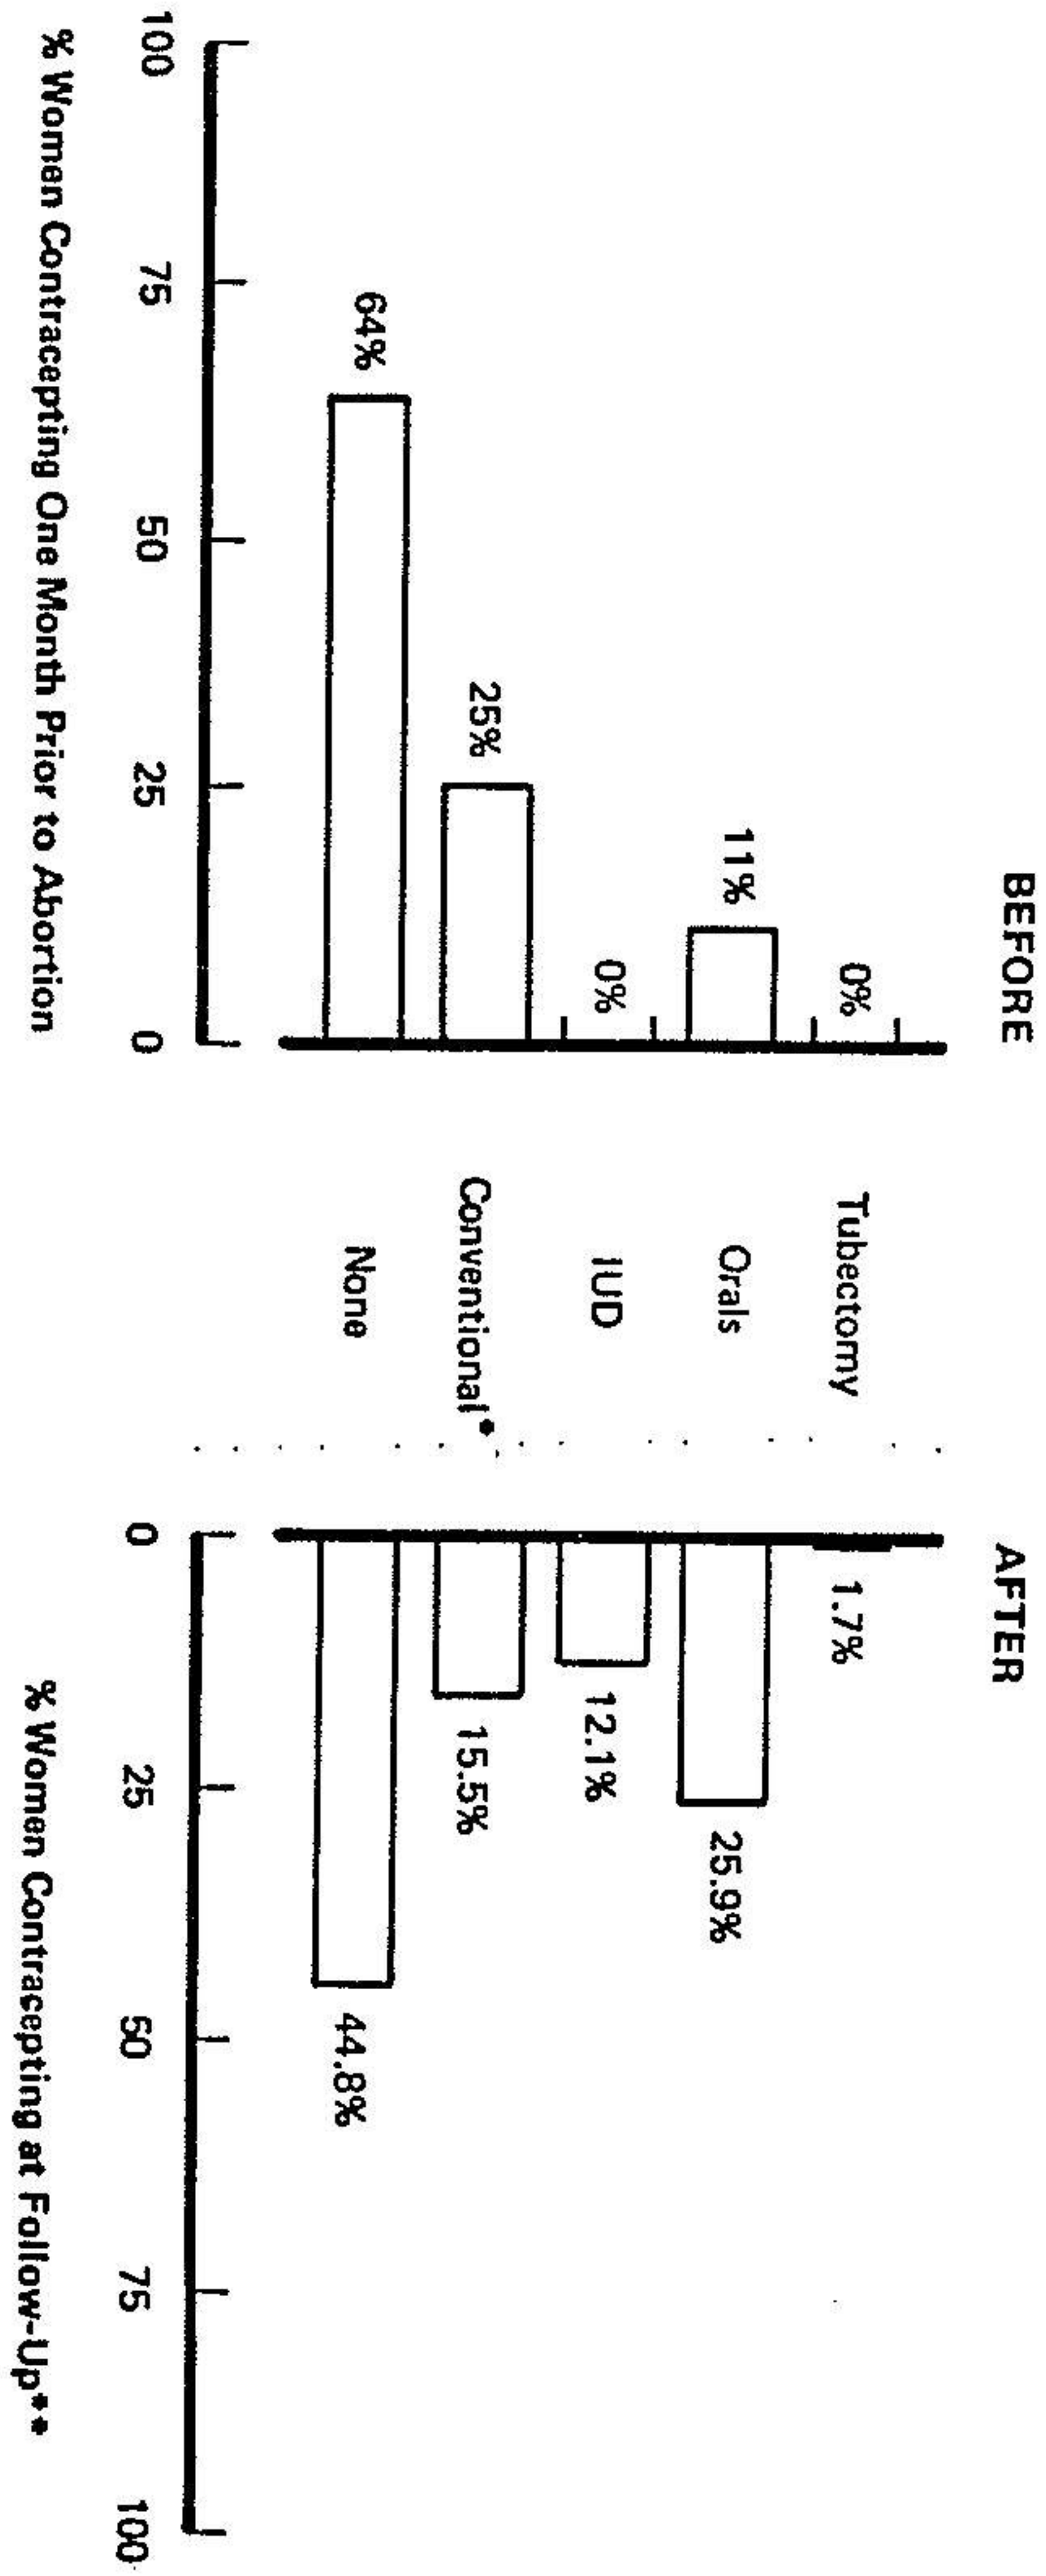 BEFORE
AFTER
0%
Tubectomy
1.7%
11%
Orals
25.9%
0%
IUD
12.1%
25%
Conventional*
15.5%
64%
None
44.8%
100 75 50 25 0
0 25 50 75 100
% Women Contracepting One Month Prior to Abortion
% Women Contracepting at Follow-Up**